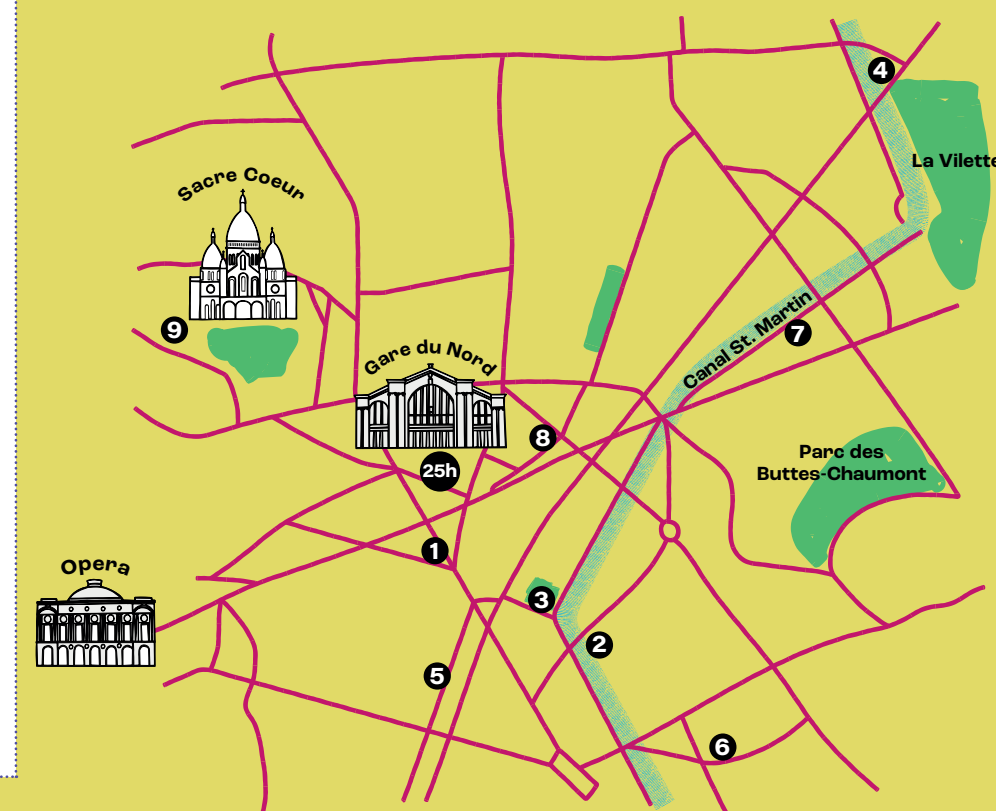 4
La Vilette
Sacre Coeur
9
Canal St. Martin
7
Gare du Nord
8
25h
Parc des
Buttes-Chaumont
1
Opera
3
2
5
6